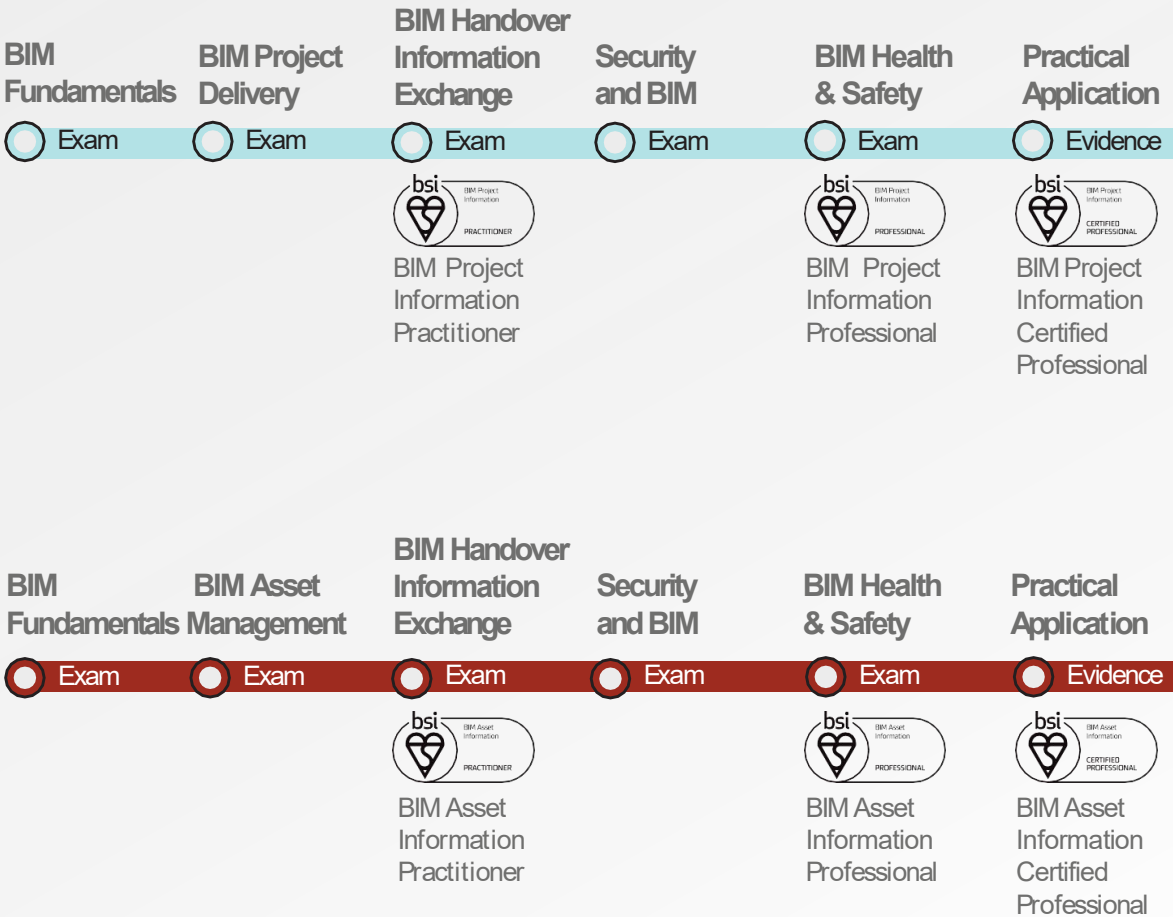 BIM
Fundamentals
BIM Project
Delivery
BIM Handover
Information
Exchange
Security
and BIM
BIM Health
& Safety
Practical
Application
Exam
Exam
Exam
Exam
Exam
Evidence
bsi
BIM Project
Information
PRACTITIONER
BIM Project
Information
Practitioner
bsi
BIM Project
Information
PROFESSIONAL
BIM Project
Information
Professional
bsi
BIM Project
Information
CERTIFIED
PROFESSIONAL
BIM Project
Information
Certified
Professional
BIM
Fundamentals
BIM Asset
Management
BIM Handover
Information
Exchange
Security
and BIM
BIM Health
& Safety
Practical
Application
Exam
Exam
Exam
Exam
Exam
Evidence
bsi
BIM Asset
Information
PRACTITIONER
BIM Asset
Information
Practitioner
bsi
BIM Asset
Information
PROFESSIONAL
BIM Asset
Information
Professional
bsi
BIM Asset
Information
CERTIFIED
PROFESSIONAL
BIM Asset
Information
Certified
Professional